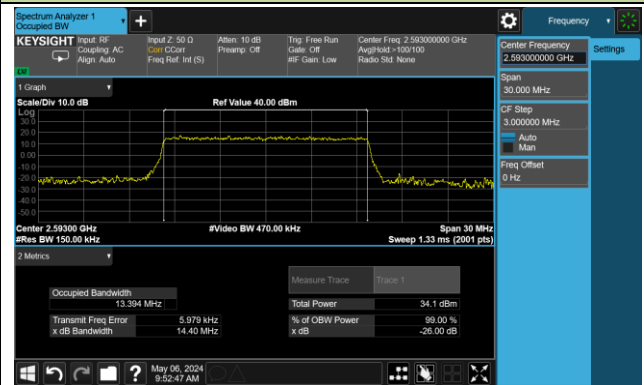 Spectrum Analyzer 1
Occupied BW
Frequency
KEYSIGHT
Input: RF
Coupling: AC
Align: Auto
Input Z: 50 Ω
Corr CCorr
Freq Ref: Int (S)
Atten: 10 dB
Preamp: Off
Trig: Free Run
Gate: Off
#IF Gain: Low
Center Freq: 2.593000000 GHz
Avg|Hold:>100/100
Radio Std: None
Center Frequency
2.593000000 GHz
Settings
Span
30.000 MHz
CF Step
3.000000 MHz
Auto
Man
Freq Offset
0 Hz
1 Graph
Scale/Div 10.0 dB
Ref Value 40.00 dBm
Log
30.0
20.0
10.0
0.00
-10.0
-20.0
-30.0
-40.0
-50.0
Center 2.59300 GHz
#Video BW 470.00 kHz
Span 30 MHz
#Res BW 150.00 kHz
Sweep 1.33 ms (2001 pts)
2 Metrics
Measure Trace
Trace 1
Occupied Bandwidth
13.394 MHz
Total Power
34.1 dBm
Transmit Freq Error
5.979 kHz
% of OBW Power
99.00 %
x dB Bandwidth
14.40 MHz
x dB
-26.00 dB
?
May 06, 2024
9:52:47 AM